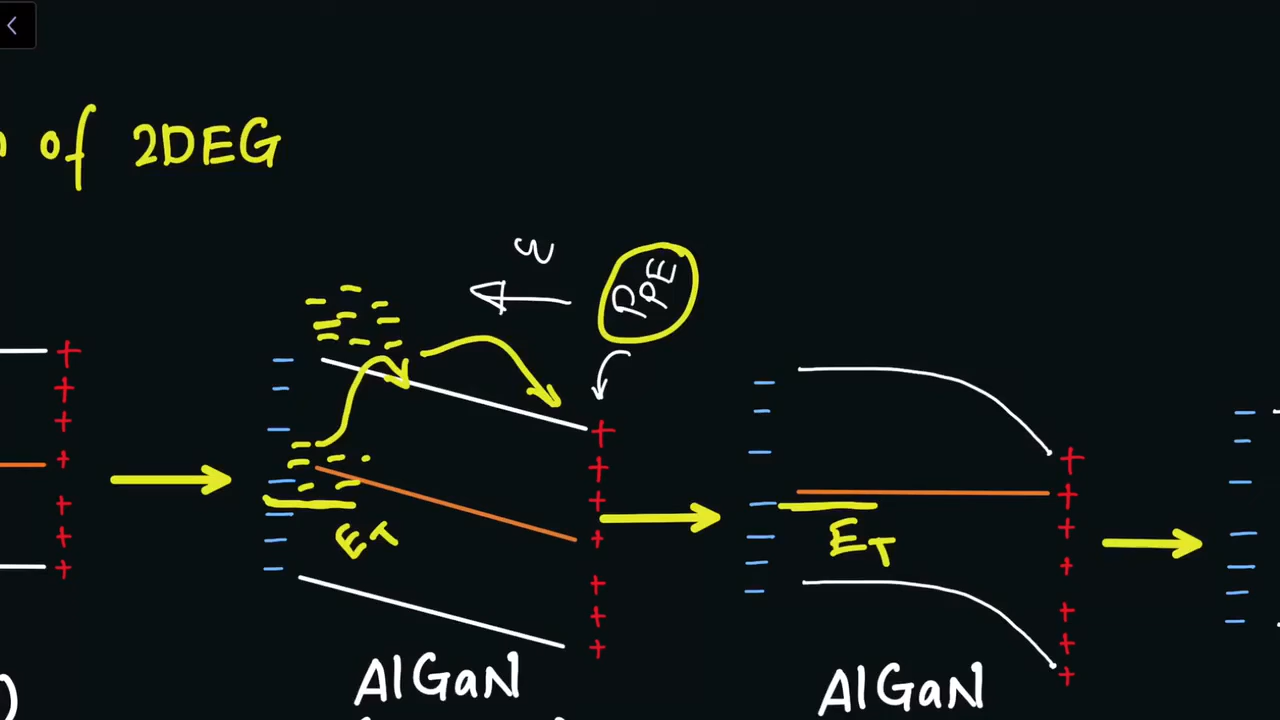 of 2DEG
ε
PPE
ET
ET
AlGaN
AlGaN